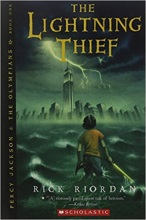 THE
LIGHTNING
THIEF
PERCY JACKSON & THE OLYMPIANS
BOOK ONE
RICK RIORDAN
SCHOLASTIC